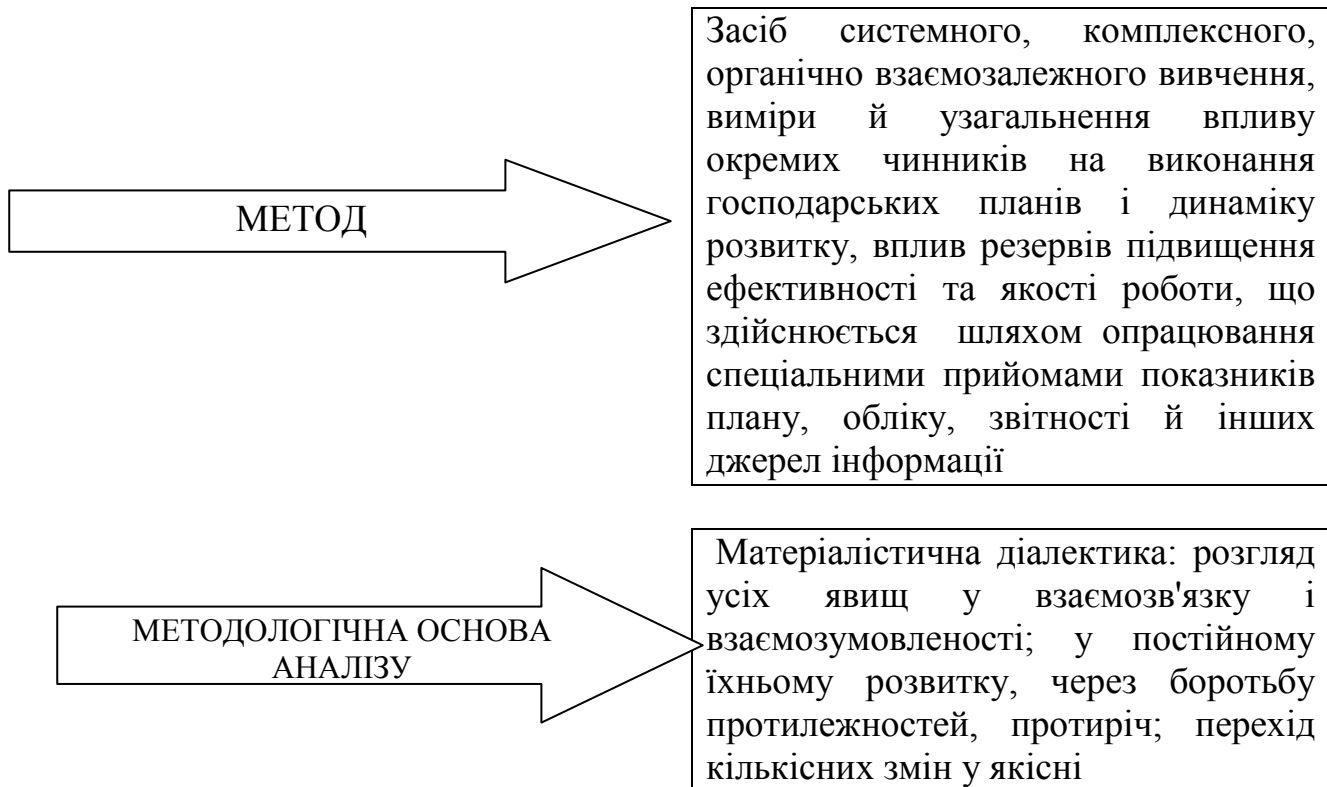 Засіб системного, комплексного,
органічно взаємозалежного вивчення,
виміри й узагальнення впливу
окремих чинників на виконання
господарських планів і динаміку
розвитку, вплив резервів підвищення
ефективності та якості роботи, що
здійснюється шляхом опрацювання
спеціальними прийомами показників
плану, обліку, звітності й інших
джерел інформації
МЕТОД
Матеріалістична діалектика: розгляд
усіх явищ у взаємозв'язку і
взаємозумовленості; у постійному
їхньому розвитку, через боротьбу
протилежностей, протиріч; перехід
кількісних змін у якісні
МЕТОДОЛОГІЧНА ОСНОВА
АНАЛІЗУ